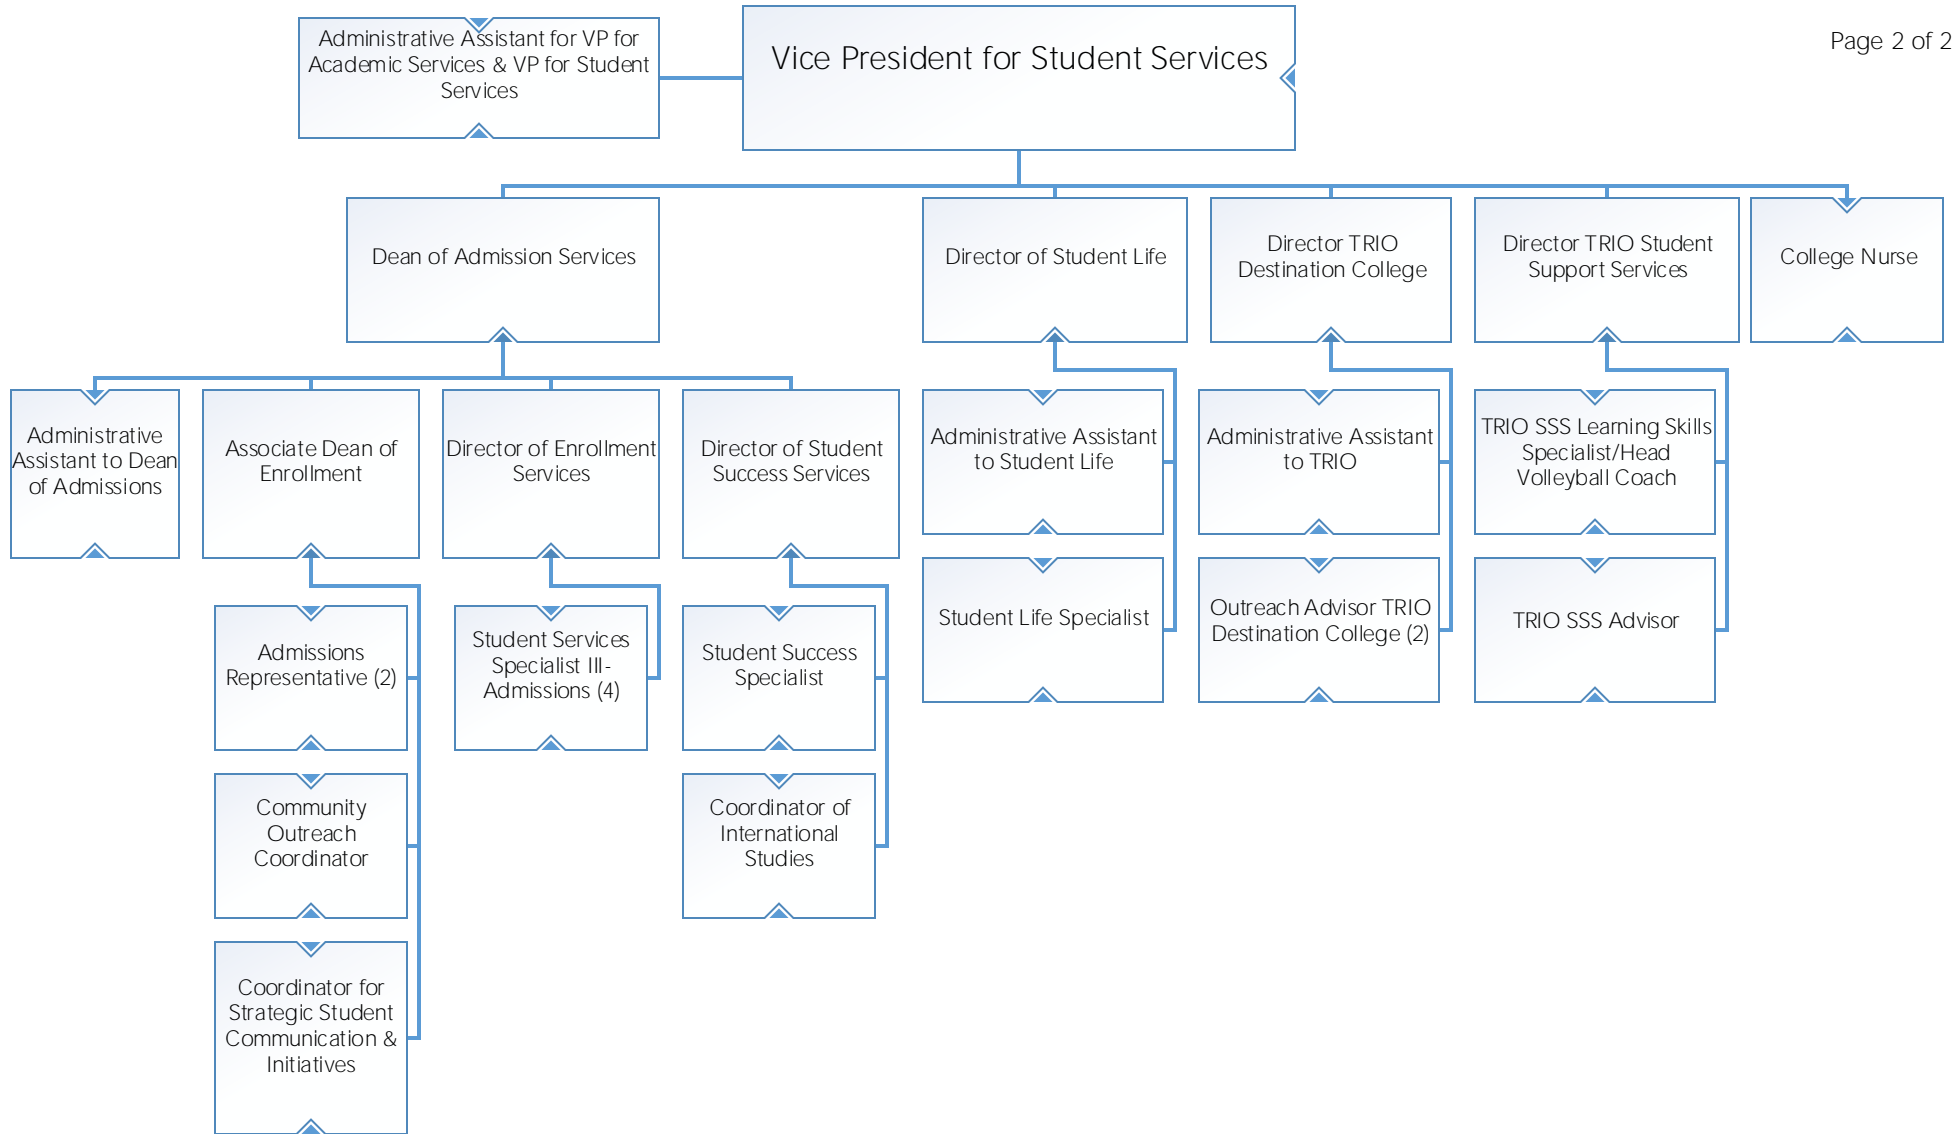 Page 2 of 2
Administrative Assistant for VP for
Academic Services & VP for Student
Services
Vice President for Student Services
Dean of Admission Services
Director of Student Life
Director TRIO
Destination College
Director TRIO Student
Support Services
College Nurse
Administrative
Assistant to Dean
of Admissions
Associate Dean of
Enrollment
Director of Enrollment
Services
Director of Student
Success Services
Administrative Assistant
to Student Life
Administrative Assistant
to TRIO
TRIO SSS Learning Skills
Specialist/Head
Volleyball Coach
Admissions
Representative (2)
Student Services
Specialist III-
Admissions (4)
Student Success
Specialist
Student Life Specialist
Outreach Advisor TRIO
Destination College (2)
TRIO SSS Advisor
Community
Outreach
Coordinator
Coordinator of
International
Studies
Coordinator for
Strategic Student
Communication &
Initiatives